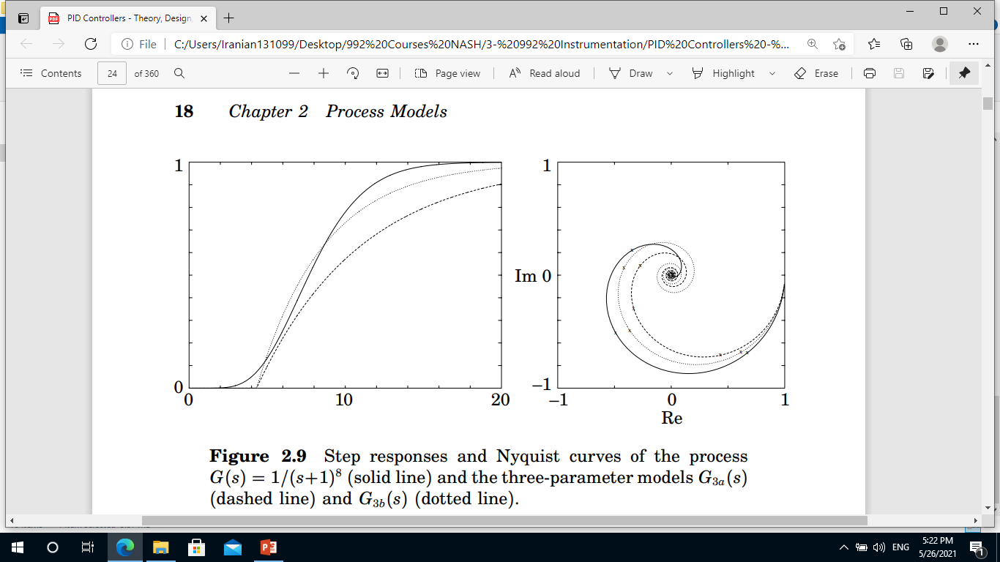 PID Controllers - Theory, Design,
File C:/Users/Iranian131099/Desktop/992%20Courses%20NASH/3-%20992%20Instrumentation/PID%20Controllers%20-%...
Contents 24 of 360 Page view Read aloud Draw Highlight Erase
18 Chapter 2 Process Models
1
0
0 10 20
1
Im 0
−1
−1 0 1
Re
Figure 2.9 Step responses and Nyquist curves of the process
G(s) = 1/(s+1)⁸ (solid line) and the three-parameter models G₃ₐ(s)
(dashed line) and G₃b(s) (dotted line).
5:22 PM
ENG
5/26/2021
1